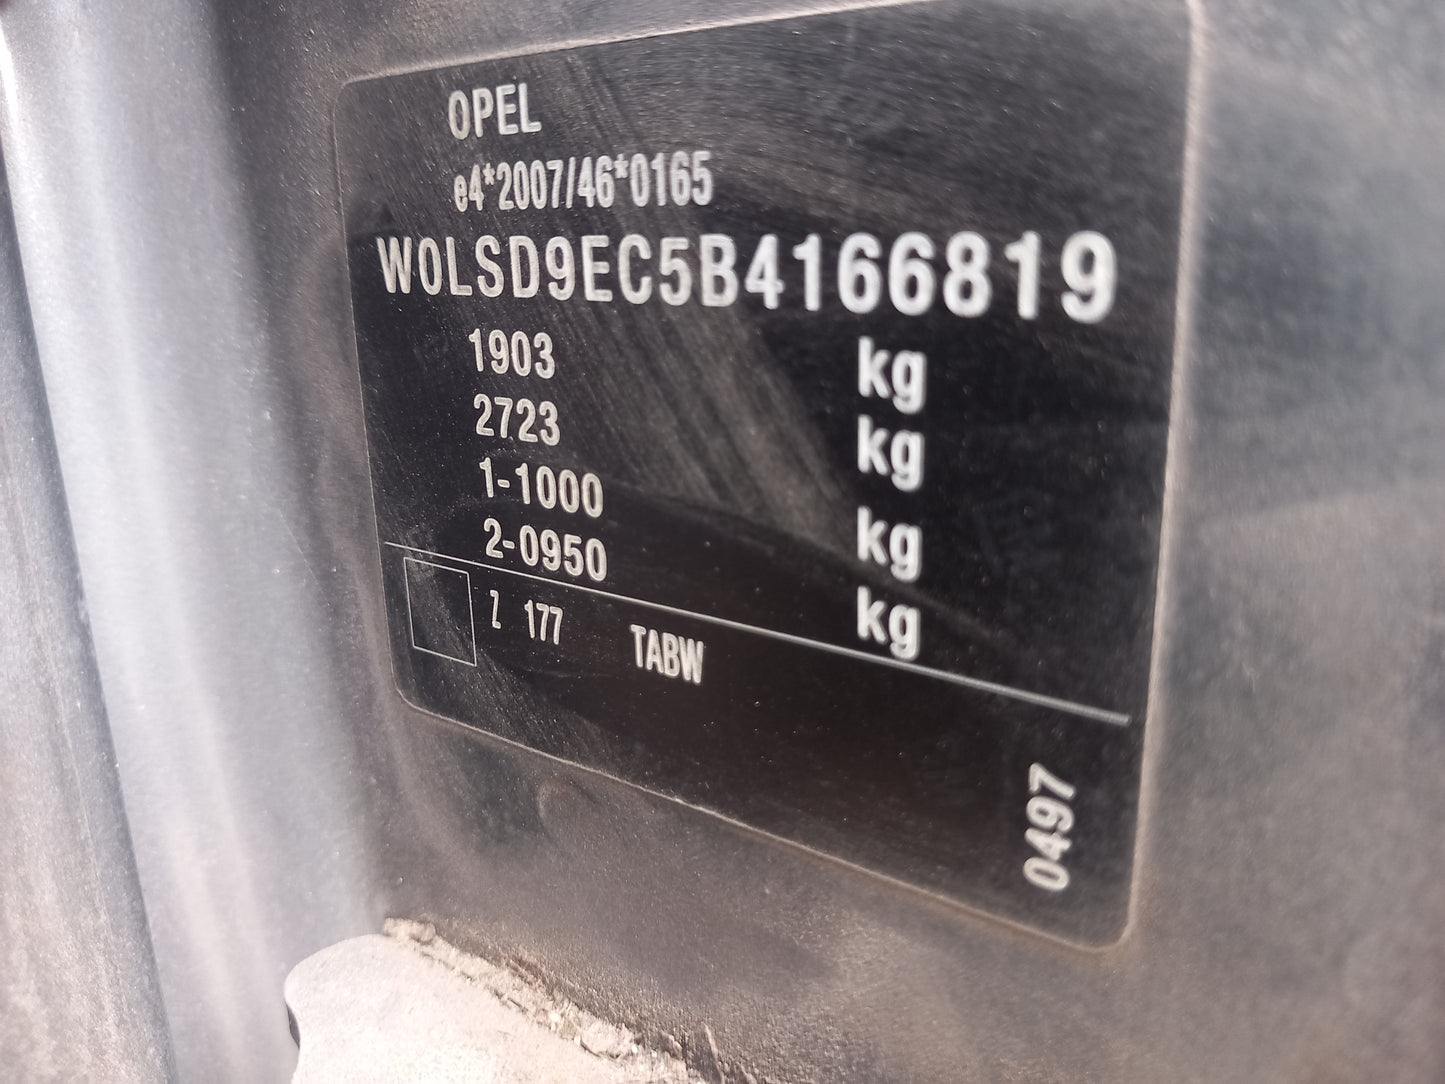 OPEL
e4*2007/46*0165
W0LSD9EC5B4166819
1903 kg
2723 kg
1-1000 kg
2-0950 kg
Z 177 TABW
0497